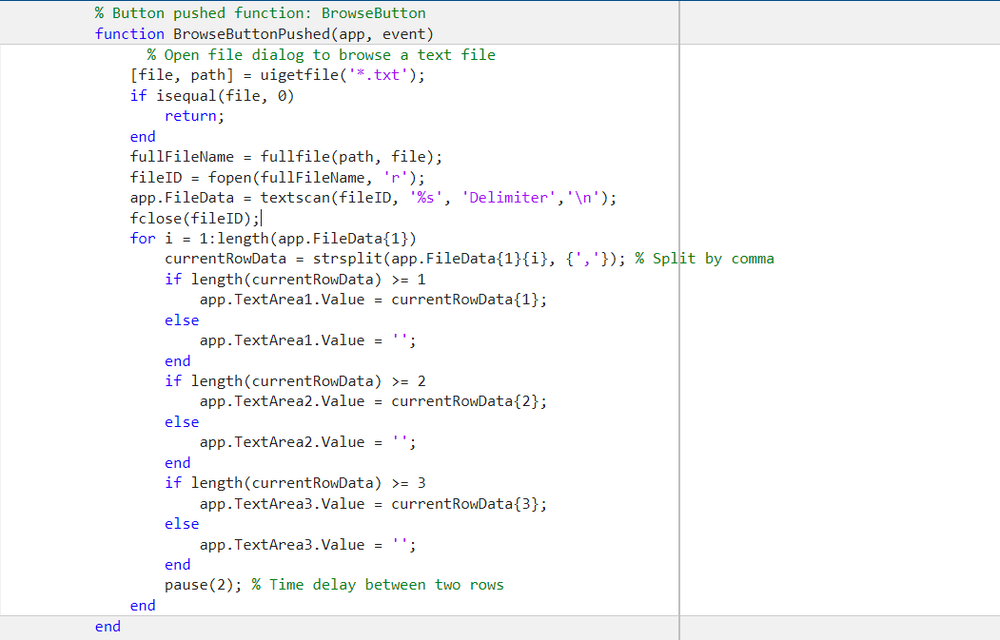 % Button pushed function: BrowseButton
function BrowseButtonPushed(app, event)
% Open file dialog to browse a text file
[file, path] = uigetfile('*.txt');
if isequal(file, 0)
return;
end
fullFileName = fullfile(path, file);
fileID = fopen(fullFileName, 'r');
app.FileData = textscan(fileID, '%s', 'Delimiter','\n');
fclose(fileID);
for i = 1:length(app.FileData{1})
currentRowData = strsplit(app.FileData{1}{i}, {','}); % Split by comma
if length(currentRowData) >= 1
app.TextArea1.Value = currentRowData{1};
else
app.TextArea1.Value = '';
end
if length(currentRowData) >= 2
app.TextArea2.Value = currentRowData{2};
else
app.TextArea2.Value = '';
end
if length(currentRowData) >= 3
app.TextArea3.Value = currentRowData{3};
else
app.TextArea3.Value = '';
end
pause(2); % Time delay between two rows
end
end